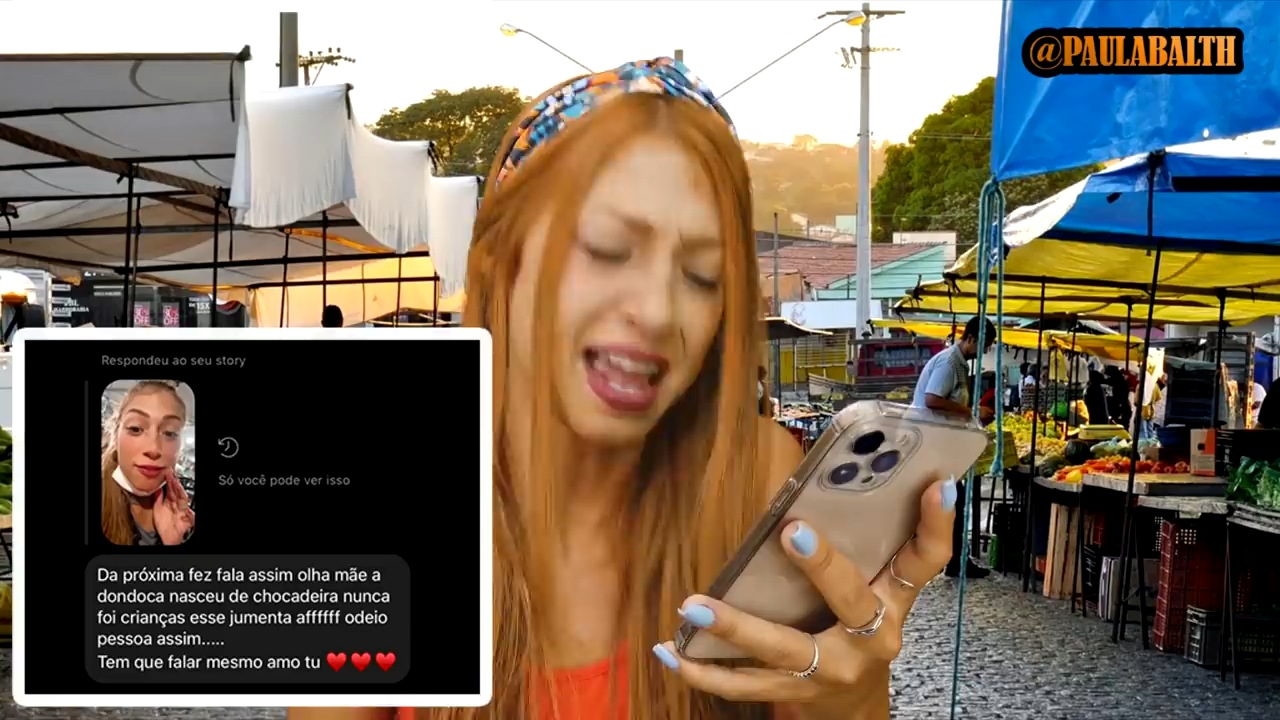 @PAULABALTH
Respondeu ao seu story
Só você pode ver isso
Da próxima fez fala assim olha mãe a
dondoca nasceu de chocadeira nunca
foi crianças esse jumenta affffff odeio
pessoa assim.....
Tem que falar mesmo amo tu ❤️❤️❤️